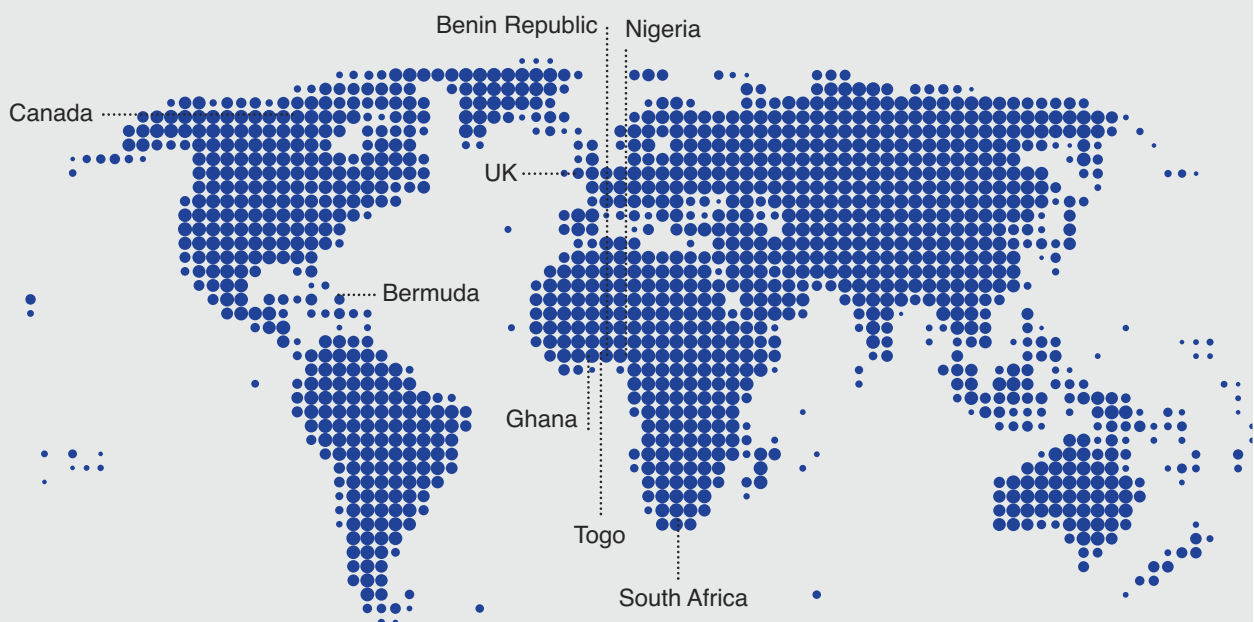 Benin Republic
Nigeria
Canada
UK
Bermuda
Ghana
Togo
South Africa